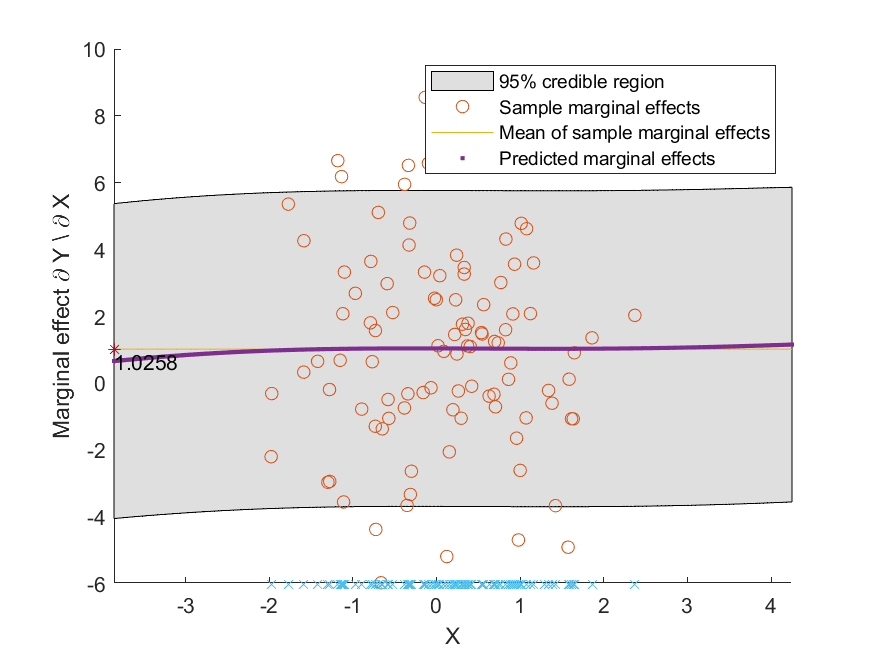 10
8
6
4
2
0
-2
-4
-6
Marginal effect ∂ Y \ ∂ X
95% credible region
Sample marginal effects
Mean of sample marginal effects
Predicted marginal effects
1.0258
-3 -2 -1 0 1 2 3 4
X